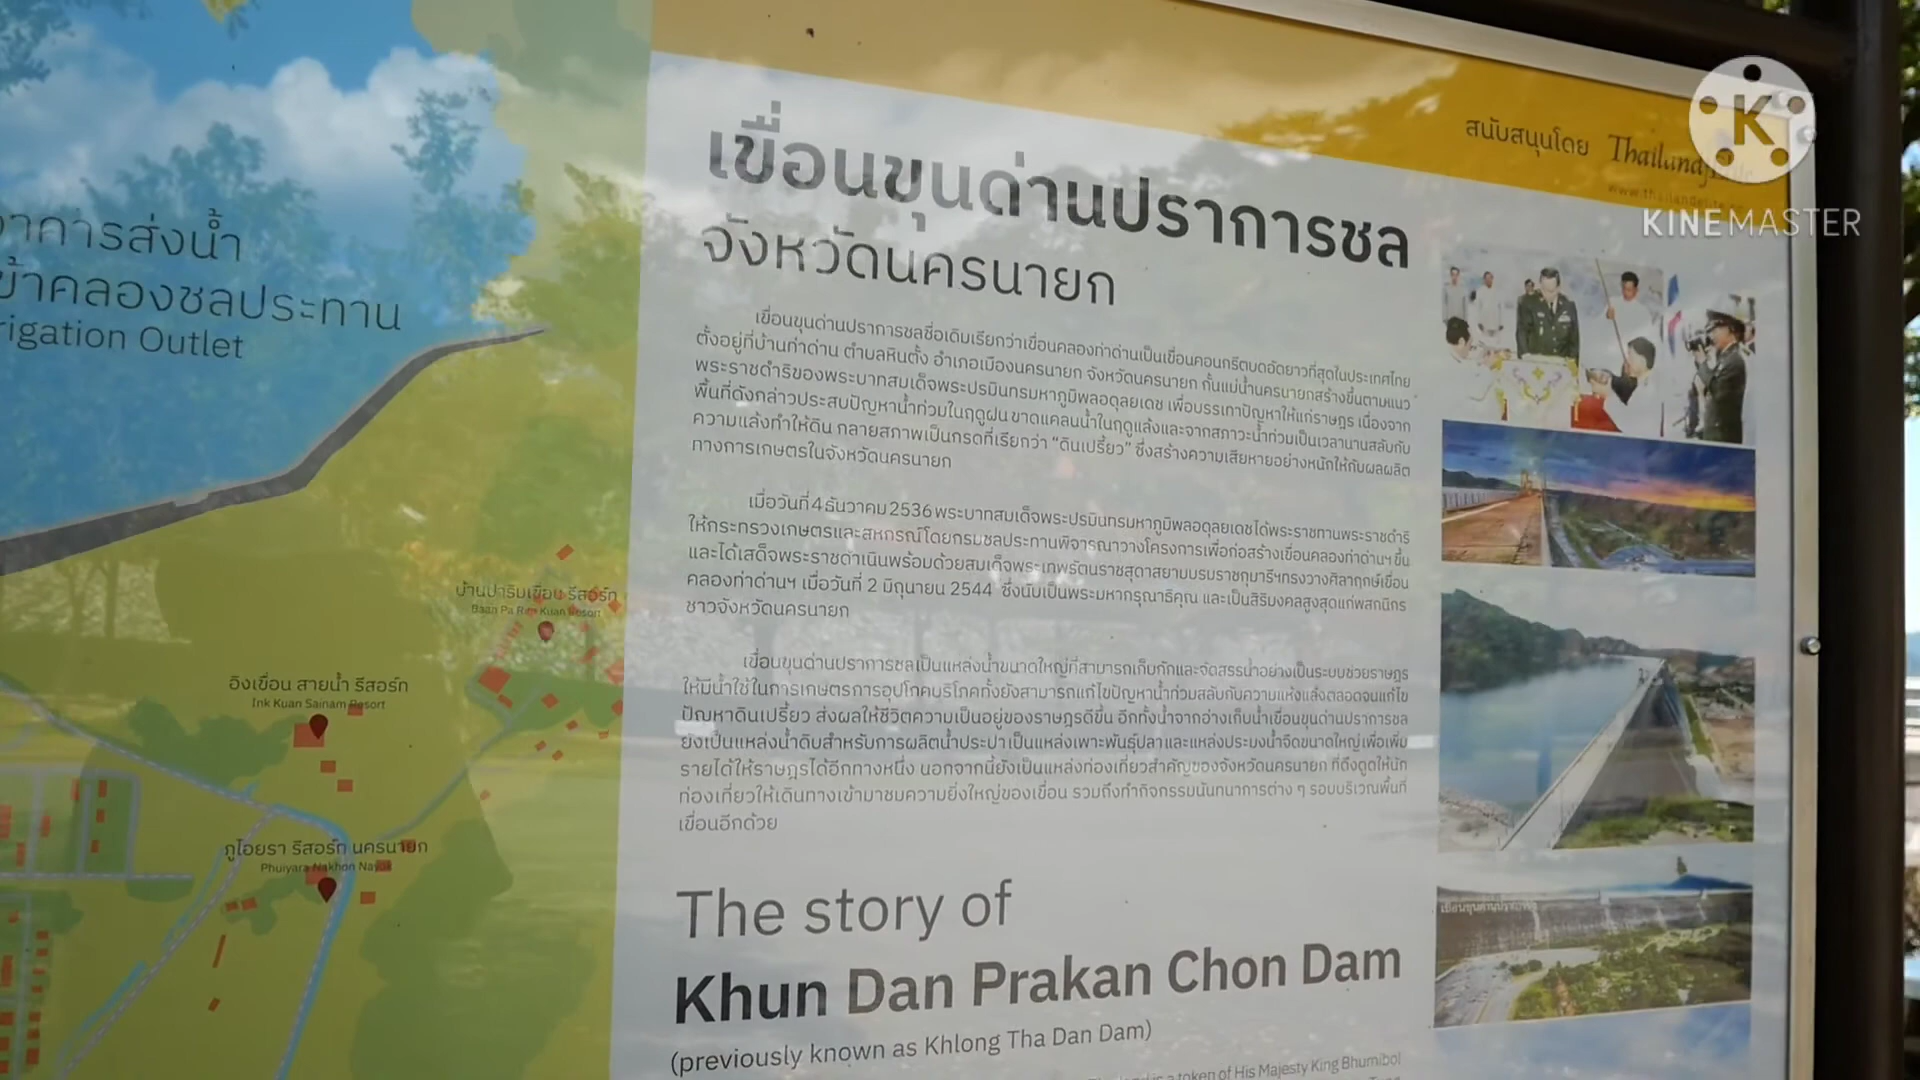 สนับสนุนโดย
K
KINEMASTER
อาคารส่งน้ำ
เข้าคลองชลประทาน
rigation Outlet
บ้านป่าริมเขื่อน รีสอร์ท
Baan Pa Rim Kuan Resort
อิงเขื่อน สายน้ำ รีสอร์ท
Ink Kuan Sainam Resort
ภูไอยรา รีสอร์ท นครนายก
Phuiyara Nakhon Nayok
เขื่อนขุนด่านปราการชล
จังหวัดนครนายก
เขื่อนขุนด่านปราการชลชื่อเดิมเรียกว่าเขื่อนคลองท่าด่านเป็นเขื่อนคอนกรีตบดอัดยาวที่สุดในประเทศไทย
ตั้งอยู่ที่บ้านท่าด่าน ตำบลหินตั้ง อำเภอเมืองนครนายก จังหวัดนครนายก กั้นแม่น้ำนครนายกสร้างขึ้นตามแนว
พระราชดำริของพระบาทสมเด็จพระปรมินทรมหาภูมิพลอดุลยเดช เพื่อบรรเทาปัญหาให้แก่ราษฎร เนื่องจาก
พื้นที่ดังกล่าวประสบปัญหาน้ำท่วมในฤดูฝน ขาดแคลนน้ำในฤดูแล้งและจากสภาวะน้ำท่วมเป็นเวลานานสลับกับ
ความแล้งทำให้ดิน กลายสภาพเป็นกรดที่เรียกว่า “ดินเปรี้ยว” ซึ่งสร้างความเสียหายอย่างหนักให้กับผลผลิต
ทางการเกษตรในจังหวัดนครนายก
เมื่อวันที่ 4 ธันวาคม 2536 พระบาทสมเด็จพระปรมินทรมหาภูมิพลอดุลยเดชได้พระราชทานพระราชดำริ
ให้กระทรวงเกษตรและสหกรณ์โดยกรมชลประทานพิจารณาวางโครงการเพื่อก่อสร้างเขื่อนคลองท่าด่านฯ ขึ้น
และได้เสด็จพระราชดำเนินพร้อมด้วยสมเด็จพระเทพรัตนราชสุดาสยามบรมราชกุมารีฯทรงวางศิลาฤกษ์เขื่อน
คลองท่าด่านฯ เมื่อวันที่ 2 มิถุนายน 2544 ซึ่งนับเป็นพระมหากรุณาธิคุณ และเป็นสิริมงคลสูงสุดแก่พสกนิกร
ชาวจังหวัดนครนายก
เขื่อนขุนด่านปราการชลเป็นแหล่งน้ำขนาดใหญ่ที่สามารถเก็บกักและจัดสรรน้ำอย่างเป็นระบบช่วยราษฎร
ให้มีน้ำใช้ในการเกษตรการอุปโภคบริโภคทั้งยังสามารถแก้ไขปัญหาน้ำท่วมสลับกับความแห้งแล้งตลอดจนแก้ไข
ปัญหาดินเปรี้ยว ส่งผลให้ชีวิตความเป็นอยู่ของราษฎรดีขึ้น อีกทั้งน้ำจากอ่างเก็บน้ำเขื่อนขุนด่านปราการชล
ยังเป็นแหล่งน้ำดิบสำหรับการผลิตน้ำประปา เป็นแหล่งเพาะพันธุ์ปลา และแหล่งประมงน้ำจืดขนาดใหญ่เพื่อเพิ่ม
รายได้ให้ราษฎรได้อีกทางหนึ่ง นอกจากนี้ยังเป็นแหล่งท่องเที่ยวสำคัญของจังหวัดนครนายก ที่ดึงดูดให้นัก
ท่องเที่ยวให้เดินทางเข้ามาชมความยิ่งใหญ่ของเขื่อน รวมถึงทำกิจกรรมนันทนาการต่าง ๆ รอบบริเวณพื้นที่
เขื่อนอีกด้วย
The story of
Khun Dan Prakan Chon Dam
(previously known as Khlong Tha Dan Dam)
is a token of His Majesty King Bhumibol
เขื่อนขุนด่านปราการชล